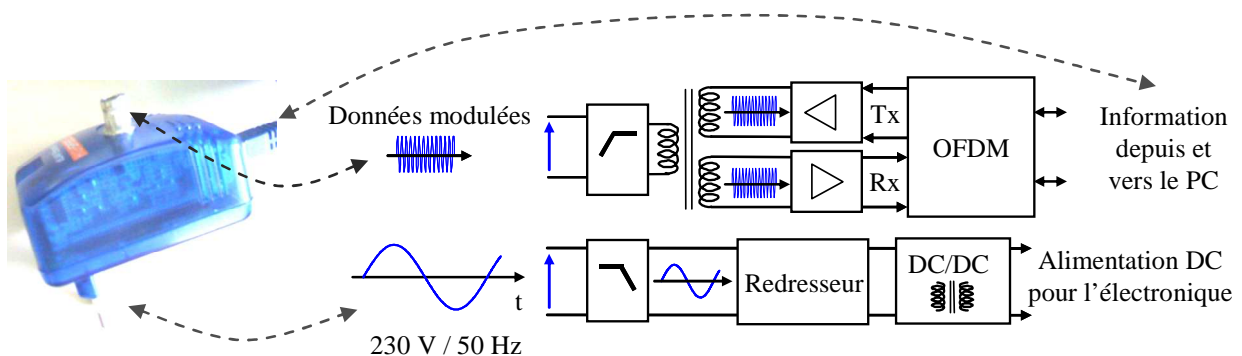 Données modulées
Tx
Rx
OFDM
Information
depuis et
vers le PC
t
230 V / 50 Hz
Redresseur
DC/DC
Alimentation DC
pour l’électronique